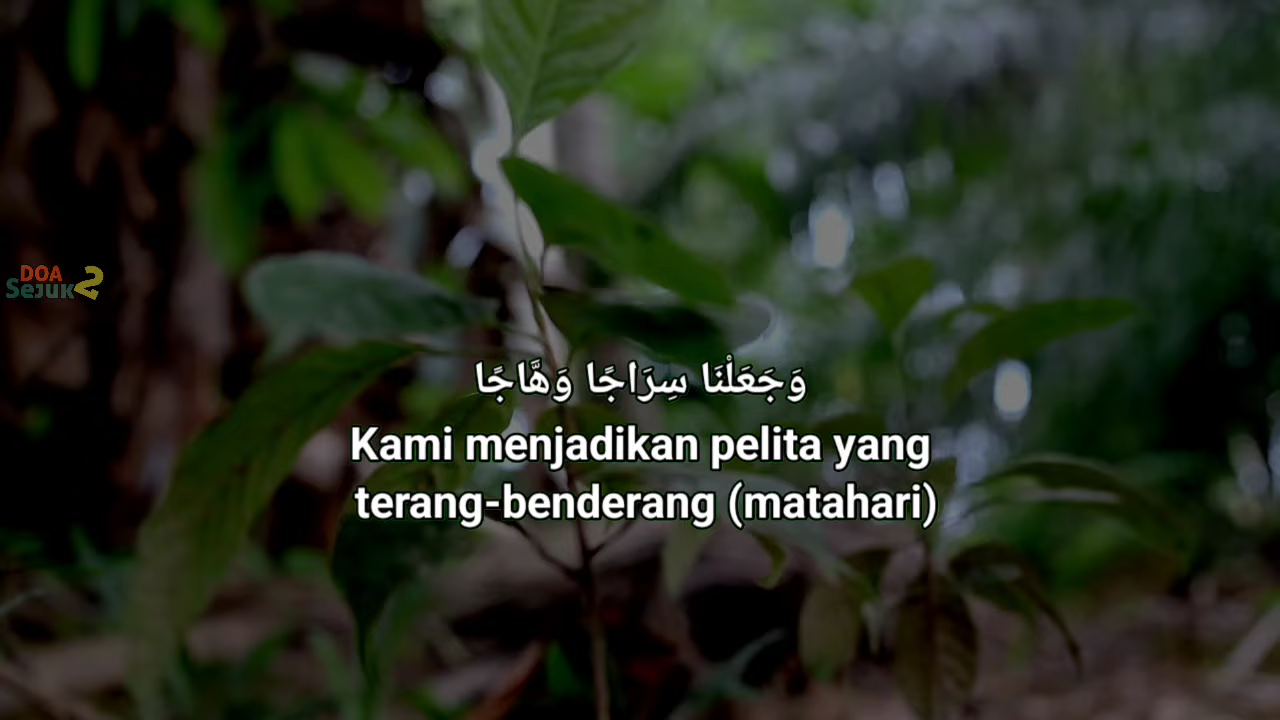 DOA
Sejuk2
وَجَعَلْنَا سِرَاجًا وَهَّاجًا
Kami menjadikan pelita yang
terang-benderang (matahari)